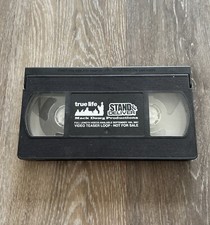 true life
STAND &
DELIVER
Mack Dawg Productions
VIDEO TEASER LOOP - NOT FOR SALE